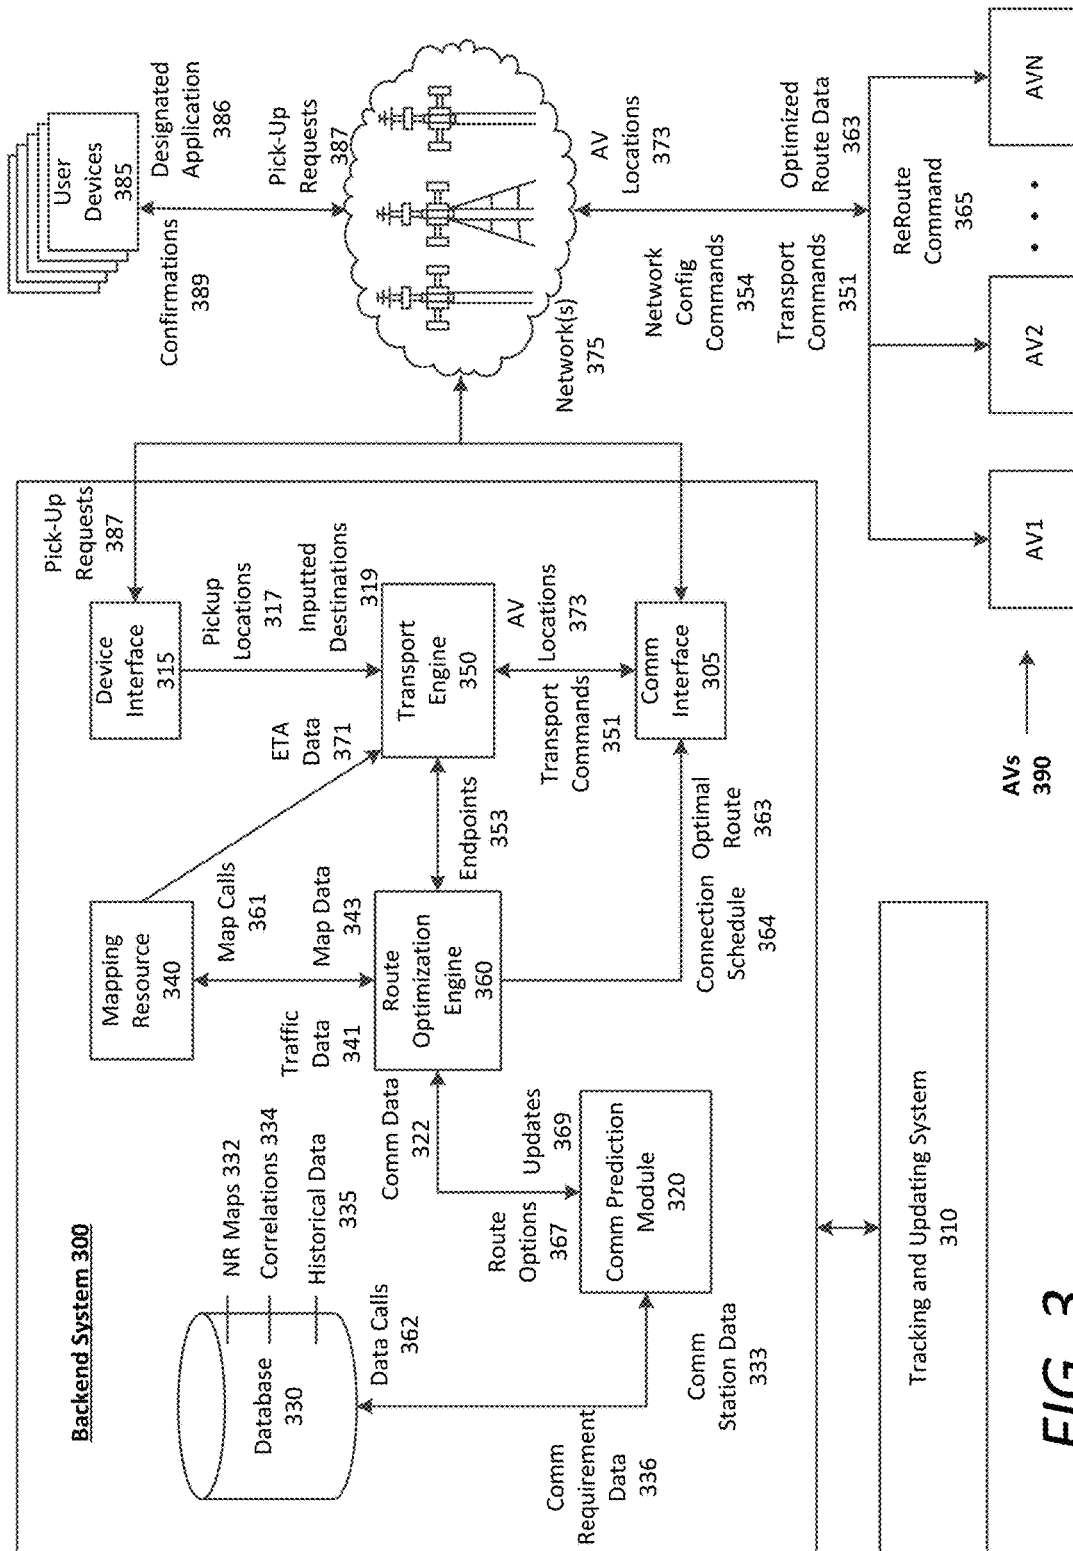 Backend System 300
Database
330
NR Maps 332
Correlations 334
Historical Data
335
Data Calls
362
Comm
Requirement
Data
336
Comm
Station Data
333
Comm Prediction
Module
320
Route
Options
367
Updates
369
Comm Data
322
Mapping
Resource
340
Traffic
Data
341
Map Calls
361
Map Data
343
Route
Optimization
Engine
360
ETA
Data
371
Endpoints
353
Connection
Schedule
364
Optimal
Route
363
Device
Interface
315
Pick-Up
Requests
387
Pickup
Locations
317
Inputted
Destinations
319
Transport
Engine
350
Transport
Commands
351
AV
Locations
373
Comm
Interface
305
Tracking and Updating System
310
User
Devices
385
Designated
Application
386
Confirmations
389
Pick-Up
Requests
387
Network(s)
375
AV
Locations
373
Network
Config
Commands
354
Transport
Commands
351
Optimized
Route Data
363
ReRoute
Command
365
AVs
390
AV1
AV2
AVN
FIG. 3